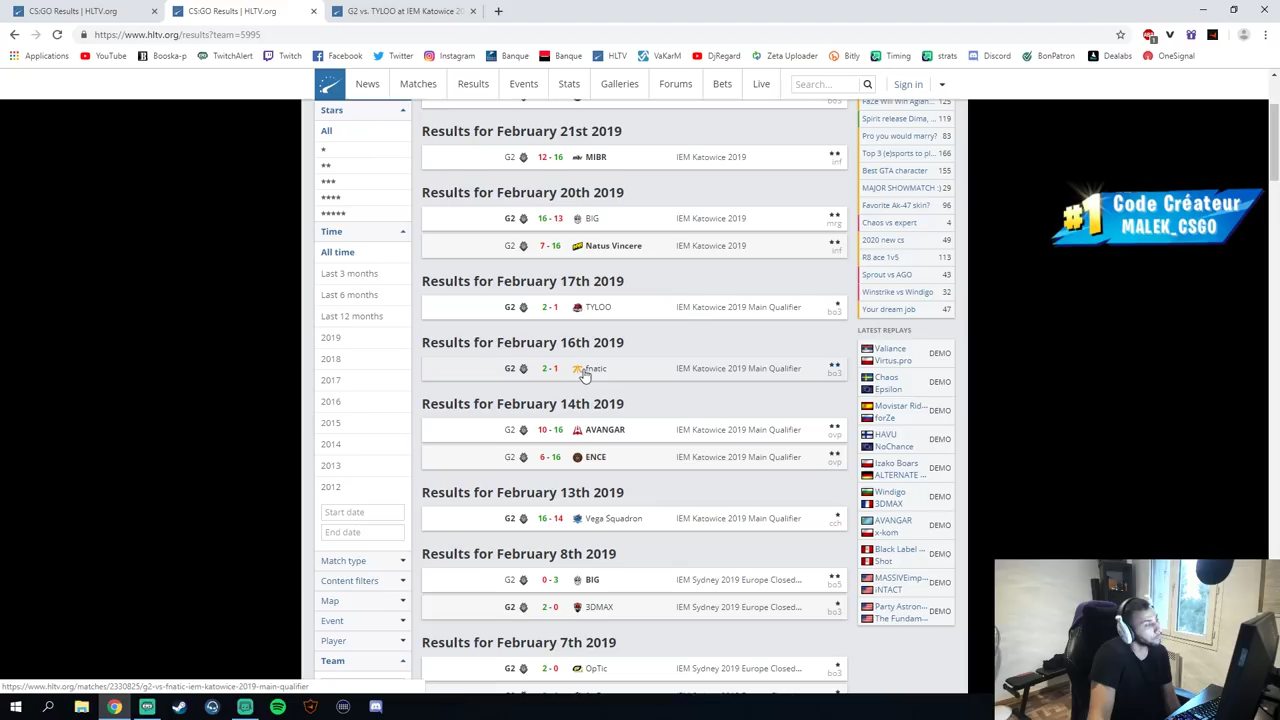 CS:GO Results | HLTV.org
CS:GO Results | HLTV.org
G2 vs. TYLOO at IEM Katowice 20
https://www.hltv.org/results?team=5995
Applications YouTube Booska-p TwitchAlert Twitch Facebook Twitter Instagram Banque Banque HLTV VaKarM DjRegard Zeta Uploader Bitly Timing strats Discord BonPatron Dealabs OneSignal
News Matches Results Events Stats Galleries Forums Bets Live Search... Sign in
Stars
All
*
**
***
****
*****
Time
All time
Last 3 months
Last 6 months
Last 12 months
2019
2018
2017
2016
2015
2014
2013
2012
Start date
End date
Match type
Content filters
Map
Event
Player
Team
bo3
Results for February 21st 2019
G2 12 - 16 MIBR IEM Katowice 2019 ** inf
Results for February 20th 2019
G2 16 - 13 BIG IEM Katowice 2019 ** mrg
G2 7 - 16 Natus Vincere IEM Katowice 2019 ** inf
Results for February 17th 2019
G2 2 - 1 TYLOO IEM Katowice 2019 Main Qualifier * bo3
Results for February 16th 2019
G2 2 - 1 fnatic IEM Katowice 2019 Main Qualifier ** bo3
Results for February 14th 2019
G2 10 - 16 AVANGAR IEM Katowice 2019 Main Qualifier ** ovp
G2 6 - 16 ENCE IEM Katowice 2019 Main Qualifier ** ovp
Results for February 13th 2019
G2 16 - 14 Vega Squadron IEM Katowice 2019 Main Qualifier * cch
Results for February 8th 2019
G2 0 - 3 BIG IEM Sydney 2019 Europe Closed... ** bo5
G2 2 - 0 3DMAX IEM Sydney 2019 Europe Closed... * bo3
Results for February 7th 2019
G2 2 - 0 OpTic IEM Sydney 2019 Europe Closed... *
FaZe Will Win Agian... 125
Spirit release Dima, ... 119
Pro you would marry? 83
Top 3 (e)sports to pl... 166
Best GTA character 155
MAJOR SHOWMATCH :) 29
Favorite Ak-47 skin? 96
Chaos vs expert 4
2020 new cs 49
R8 ace 1v5 113
Sprout vs AGO 43
Winstrike vs Windigo 32
Your dream job 47
LATEST REPLAYS
Valiance
Virtus.pro DEMO
Chaos
Epsilon DEMO
Movistar Rid...
forZe DEMO
HAVU
NoChance DEMO
Izako Boars
ALTERNATE ... DEMO
Windigo
3DMAX DEMO
AVANGAR
x-kom DEMO
Black Label ...
Shot DEMO
MASSIVEimp...
iNTACT DEMO
Party Astron...
The Fundam... DEMO
#1 Code Créateur
MALEK_CSGO
https://www.hltv.org/matches/2330825/g2-vs-fnatic-iem-katowice-2019-main-qualifier